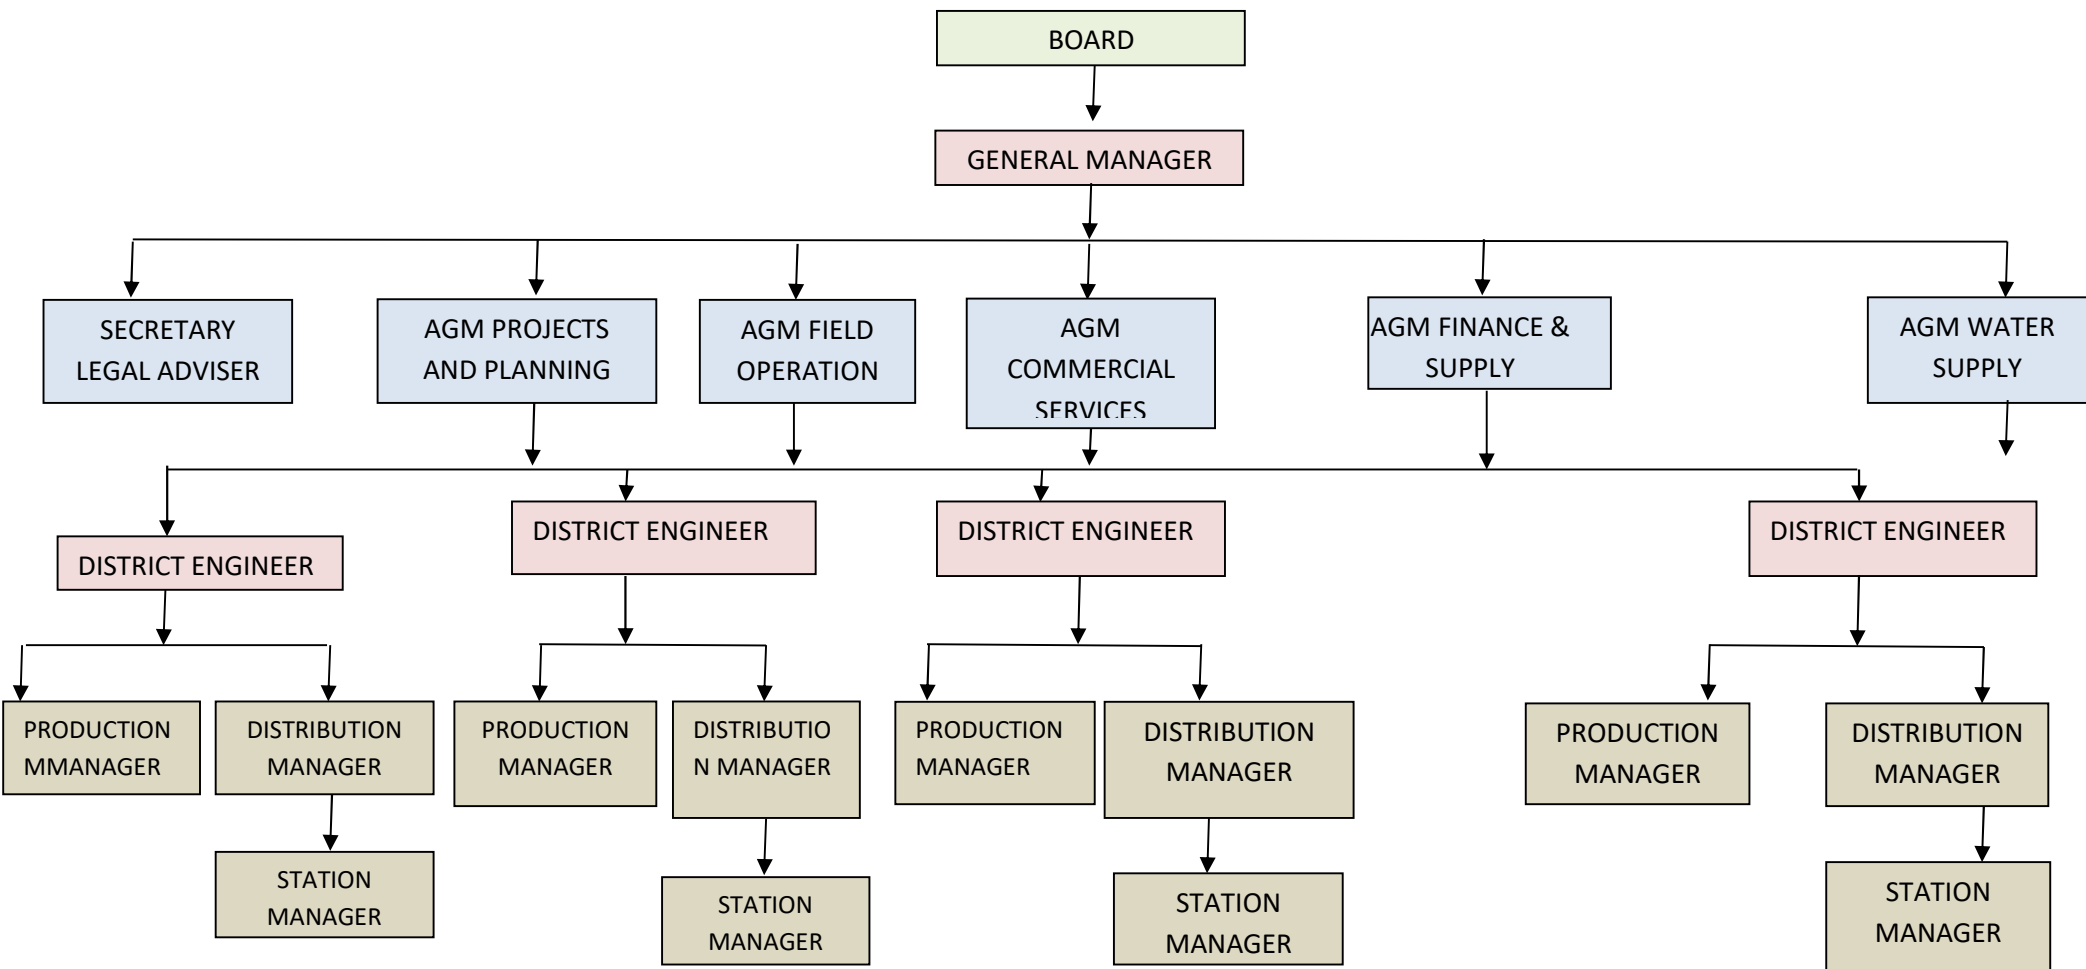 BOARD
GENERAL MANAGER
SECRETARY
LEGAL ADVISER
AGM PROJECTS
AND PLANNING
AGM FIELD
OPERATION
AGM
COMMERCIAL
SERVICES
AGM FINANCE &
SUPPLY
AGM WATER
SUPPLY
DISTRICT ENGINEER
DISTRICT ENGINEER
DISTRICT ENGINEER
DISTRICT ENGINEER
PRODUCTION
MMANAGER
DISTRIBUTION
MANAGER
PRODUCTION
MANAGER
DISTRIBUTIO
N MANAGER
PRODUCTION
MANAGER
DISTRIBUTION
MANAGER
PRODUCTION
MANAGER
DISTRIBUTION
MANAGER
STATION
MANAGER
STATION
MANAGER
STATION
MANAGER
STATION
MANAGER